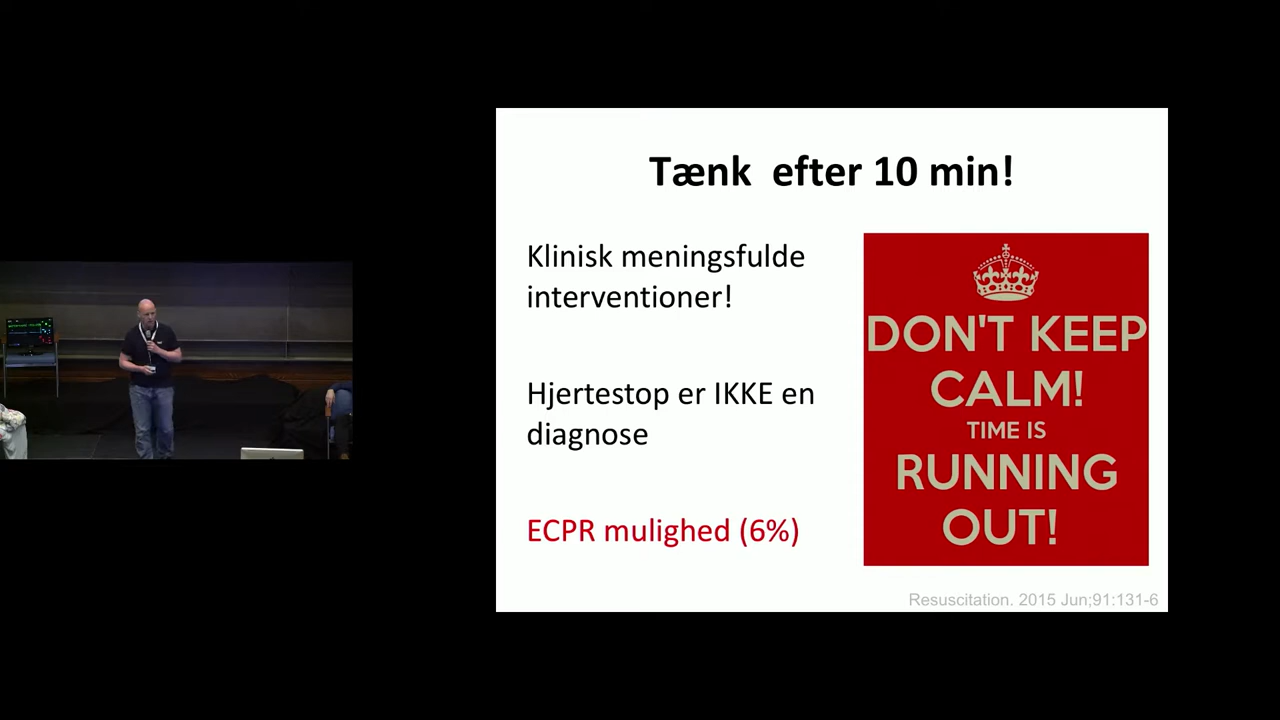 Tænk efter 10 min!
Klinisk meningsfulde
interventioner!
Hjertestop er IKKE en
diagnose
ECPR mulighed (6%)
DON'T KEEP
CALM!
TIME IS
RUNNING
OUT!
Resuscitation. 2015 Jun;91:131-6